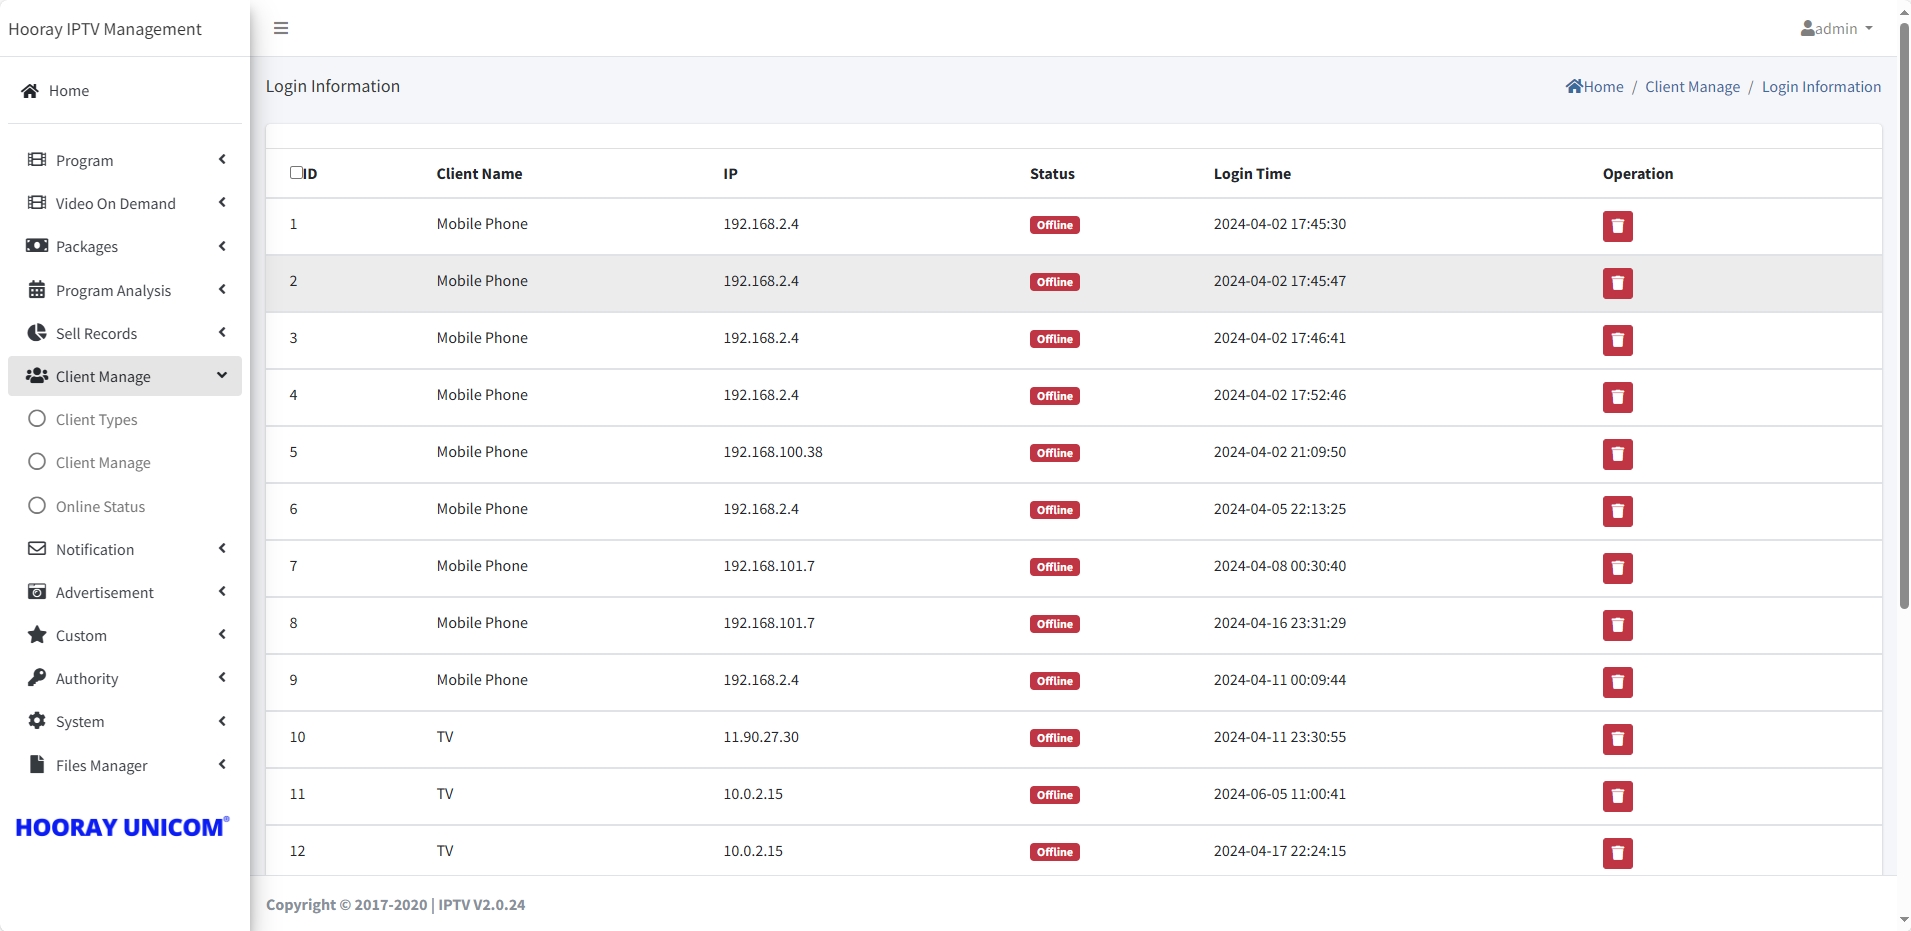 Hooray IPTV Management
admin
Home
Program
Video On Demand
Packages
Program Analysis
Sell Records
Client Manage
Client Types
Client Manage
Online Status
Notification
Advertisement
Custom
Authority
System
Files Manager
HOORAY UNICOM®
Login Information
Home / Client Manage / Login Information
ID Client Name IP Status Login Time Operation
1 Mobile Phone 192.168.2.4 Offline 2024-04-02 17:45:30
2 Mobile Phone 192.168.2.4 Offline 2024-04-02 17:45:47
3 Mobile Phone 192.168.2.4 Offline 2024-04-02 17:46:41
4 Mobile Phone 192.168.2.4 Offline 2024-04-02 17:52:46
5 Mobile Phone 192.168.100.38 Offline 2024-04-02 21:09:50
6 Mobile Phone 192.168.2.4 Offline 2024-04-05 22:13:25
7 Mobile Phone 192.168.101.7 Offline 2024-04-08 00:30:40
8 Mobile Phone 192.168.101.7 Offline 2024-04-16 23:31:29
9 Mobile Phone 192.168.2.4 Offline 2024-04-11 00:09:44
10 TV 11.90.27.30 Offline 2024-04-11 23:30:55
11 TV 10.0.2.15 Offline 2024-06-05 11:00:41
12 TV 10.0.2.15 Offline 2024-04-17 22:24:15
Copyright © 2017-2020 | IPTV V2.0.24